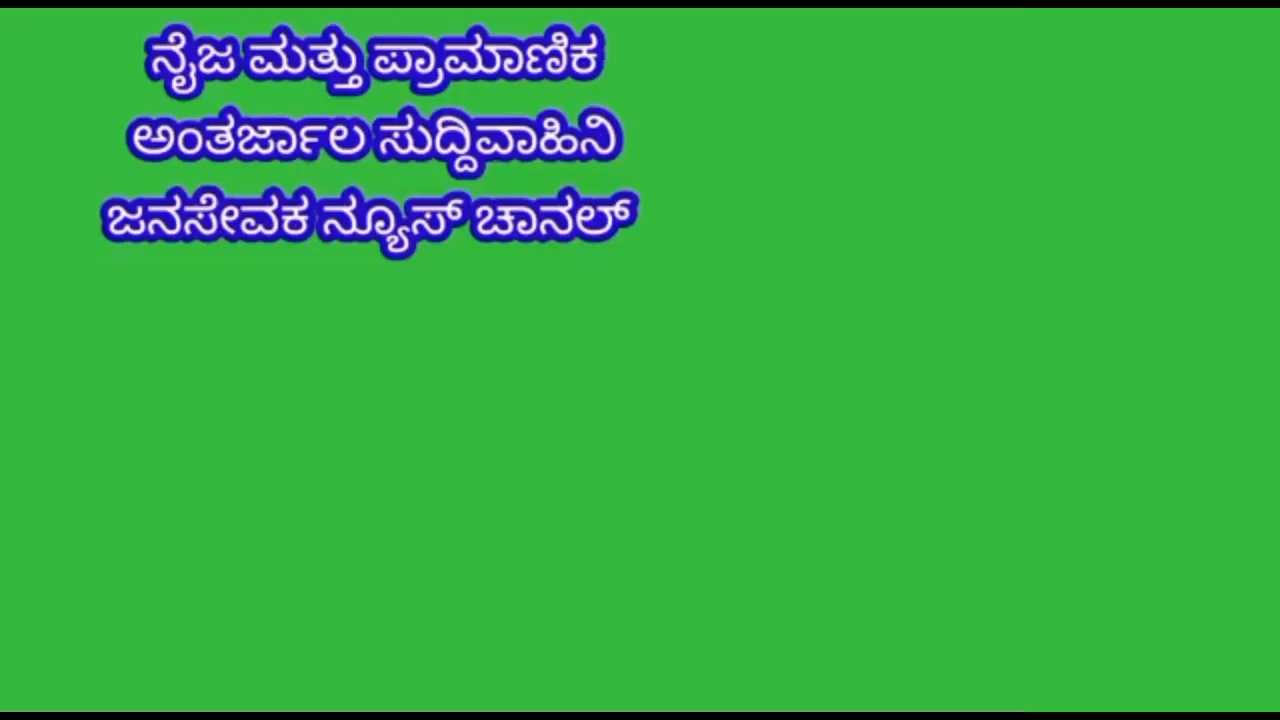 ನೈಜ ಮತ್ತು ಪ್ರಾಮಾಣಿಕ
ಅಂತರ್ಜಾಲ ಸುದ್ದಿವಾಹಿನಿ
ಜನಸೇವಕ ನ್ಯೂಸ್ ಚಾನಲ್